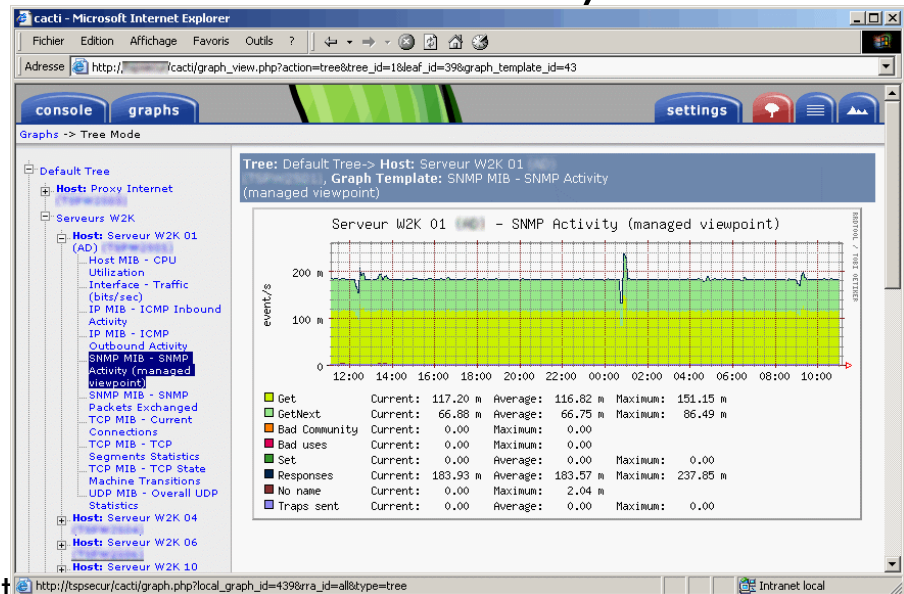 cacti - Microsoft Internet Explorer
Fichier Edition Affichage Favoris Outils ?
Adresse http:// /cacti/graph_view.php?action=tree&tree_id=1&leaf_id=39&graph_template_id=43
console graphs settings
Graphs -> Tree Mode
Default Tree
Host: Proxy Internet
Serveurs W2K
Host: Serveur W2K 01
(AD)
Host MIB - CPU
Utilization
Interface - Traffic
(bits/sec)
IP MIB - ICMP Inbound
Activity
IP MIB - ICMP
Outbound Activity
SNMP MIB - SNMP
Activity (managed
viewpoint)
SNMP MIB - SNMP
Packets Exchanged
TCP MIB - Current
Connections
TCP MIB - TCP
Segments Statistics
TCP MIB - TCP State
Machine Transitions
UDP MIB - Overall UDP
Statistics
Host: Serveur W2K 04
Host: Serveur W2K 06
Host: Serveur W2K 10
Tree: Default Tree-> Host: Serveur W2K 01
, Graph Template: SNMP MIB - SNMP Activity
(managed viewpoint)
Serveur W2K 01 - SNMP Activity (managed viewpoint)
RRDTOOL / TOBI OETIKER
event/s
200 m
100 m
0
12:00 14:00 16:00 18:00 20:00 22:00 00:00 02:00 04:00 06:00 08:00 10:00
Get Current: 117.20 m Average: 116.82 m Maximum: 151.15 m
GetNext Current: 66.88 m Average: 66.75 m Maximum: 86.49 m
Bad Community Current: 0.00 Maximum: 0.00
Bad uses Current: 0.00 Maximum: 0.00
Set Current: 0.00 Average: 0.00 Maximum: 0.00
Responses Current: 183.93 m Average: 183.57 m Maximum: 237.85 m
No name Current: 0.00 Maximum: 2.04 m
Traps sent Current: 0.00 Average: 0.00 Maximum: 0.00
http://tspsecur/cacti/graph.php?local_graph_id=439&rra_id=all&type=tree
Intranet local